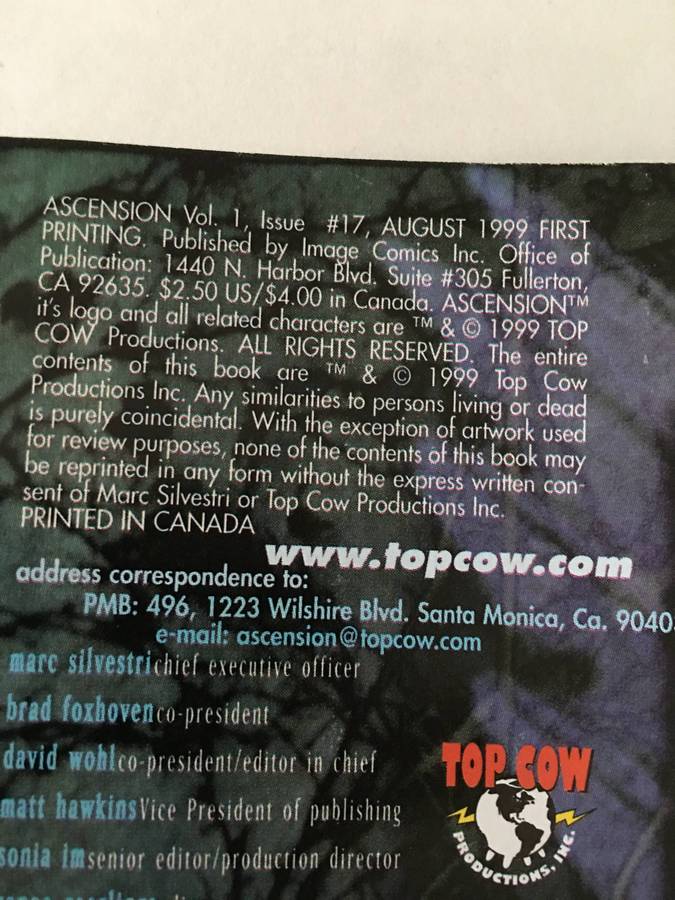 ASCENSION Vol. 1, Issue #17, AUGUST 1999 FIRST
PRINTING. Published by Image Comics Inc. Office of
Publication: 1440 N. Harbor Blvd. Suite #305 Fullerton,
CA 92635. $2.50 US/$4.00 in Canada. ASCENSION™
it's logo and all related characters are ™ & © 1999 TOP
COW Productions. ALL RIGHTS RESERVED. The entire
contents of this book are ™ & © 1999 Top Cow
Productions Inc. Any similarities to persons living or dead
is purely coincidental. With the exception of artwork used
for review purposes, none of the contents of this book may
be reprinted in any form without the express written con-
sent of Marc Silvestri or Top Cow Productions Inc.
PRINTED IN CANADA
www.topcow.com
address correspondence to:
PMB: 496, 1223 Wilshire Blvd. Santa Monica, Ca. 9040
e-mail: ascension@topcow.com
marc silvestri chief executive officer
brad foxhoven co-president
david wohl co-president/editor in chief
matt hawkins Vice President of publishing
sonia im senior editor/production director
TOP COW
PRODUCTIONS, INC.